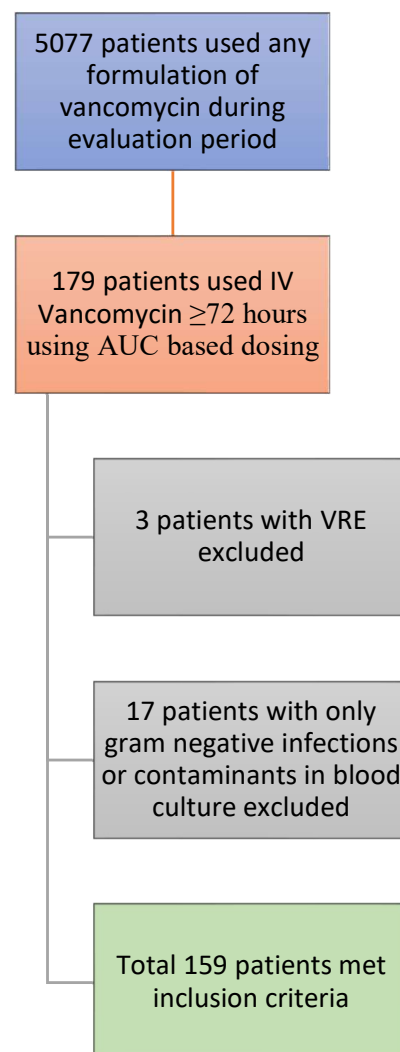 5077 patients used any
formulation of
vancomycin during
evaluation period
179 patients used IV
Vancomycin ≥72 hours
using AUC based dosing
3 patients with VRE
excluded
17 patients with only
gram negative infections
or contaminants in blood
culture excluded
Total 159 patients met
inclusion criteria